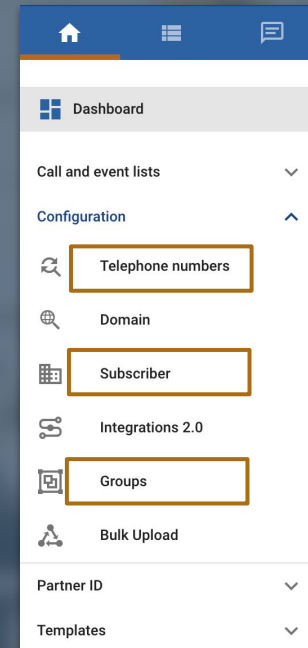 Dashboard
Call and event lists
Configuration
Telephone numbers
Domain
Subscriber
Integrations 2.0
Groups
Bulk Upload
Partner ID
Templates